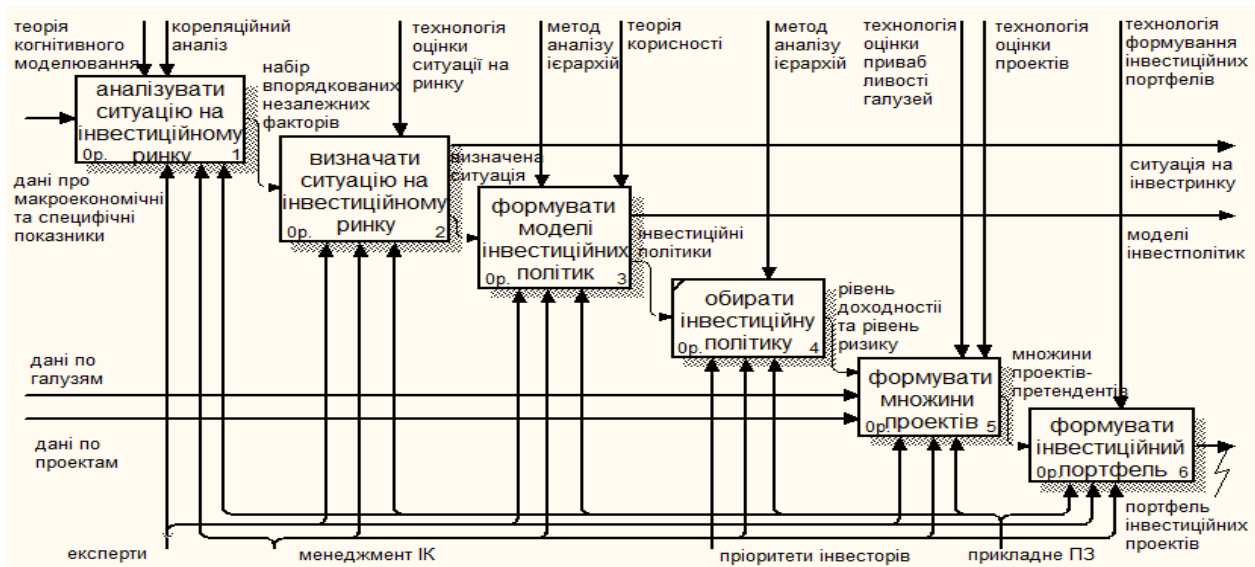 теорія
когнитивного
моделювання
кореляційний
аналіз
технологія
оцінки
ситуації на
ринку
метод
аналізу
ієрархій
теорія
корисності
метод
аналізу
ієрархій
технологія
оцінки
приваб
ливості
галузей
технологія
оцінки
проектів
технологія
формування
інвестиційних
портфелів
аналізувати
ситуацію на
інвестиційному
ринку
0р. 1
набір
впорядкованих
незалежних
факторів
визначати
ситуацію на
інвестиційному
ринку
0р. 2
визначена
ситуація
ситуація на
інвестринку
дані про
макроекономічні
та специфічні
показники
формувати
моделі
інвестиційних
політик
0р. 3
інвестиційні
політики
моделі
інвестполітик
обирати
інвестиційну
політику
0р. 4
рівень
доходностії
та рівень
ризику
дані по
галузям
формувати
множини
проектів
0р. 5
множини
проектів-
претендентів
дані по
проектам
формувати
інвестиційний
портфель
0р. 6
портфель
інвестиційних
проектів
експерти
менеджмент ІК
пріоритети інвесторів
прикладне ПЗ